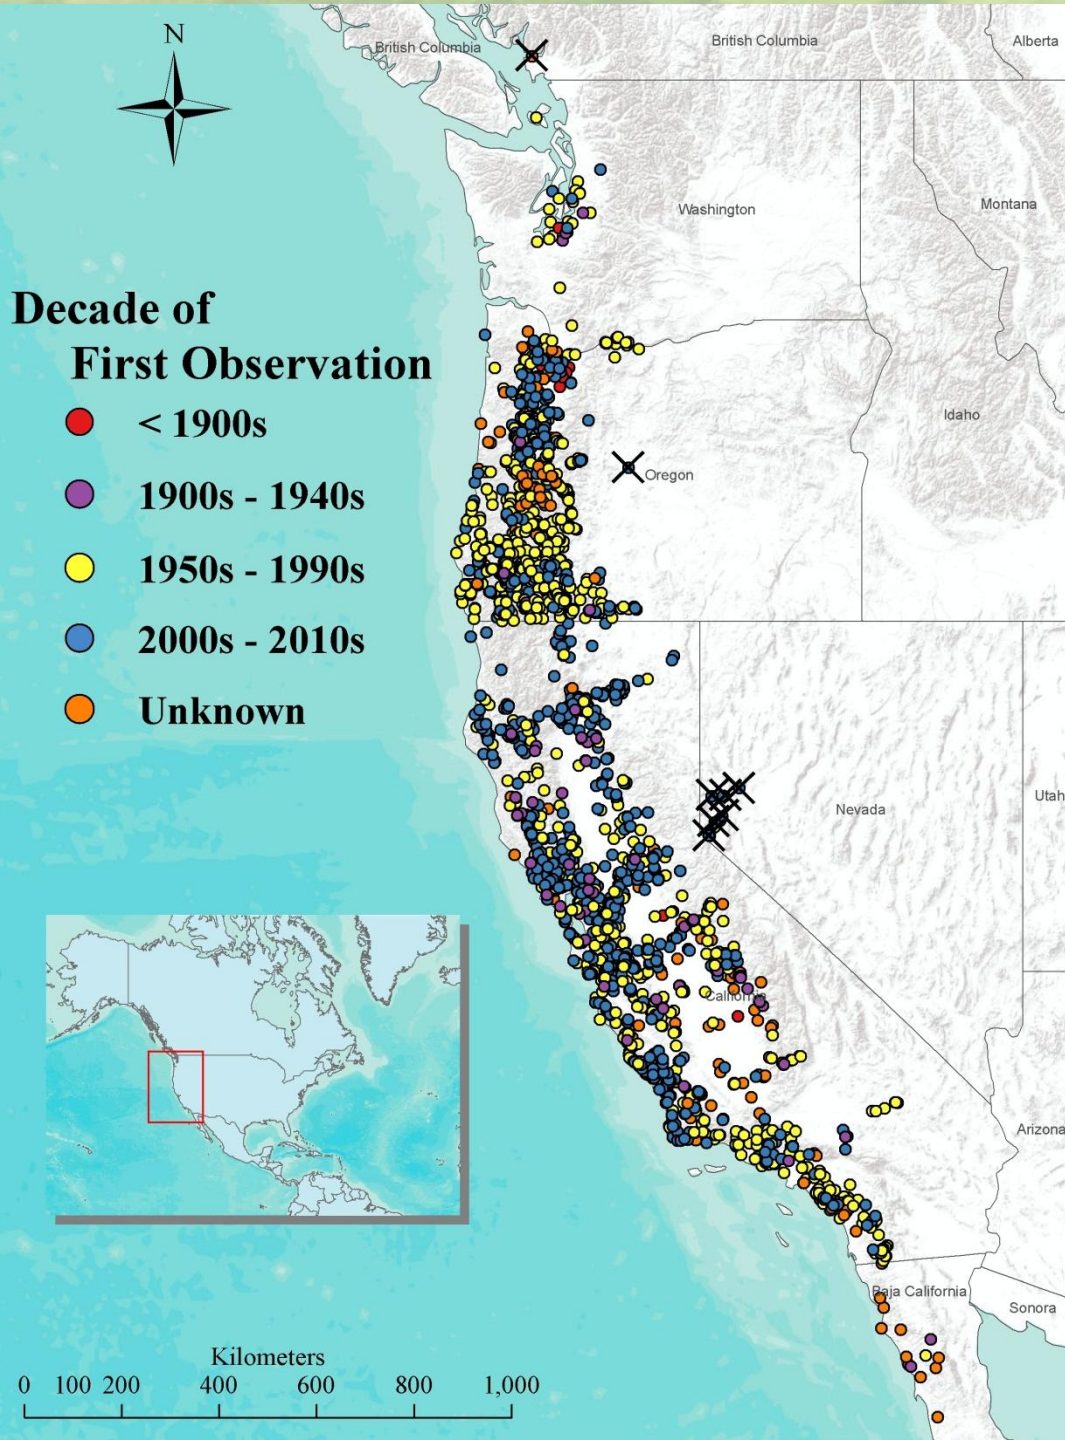 N
British Columbia
British Columbia
Alberta
Washington
Montana
Decade of
First Observation
< 1900s
1900s - 1940s
1950s - 1990s
2000s - 2010s
Unknown
Idaho
Oregon
Nevada
Utah
California
Arizona
Baja California
Sonora
Kilometers
0 100 200 400 600 800 1,000